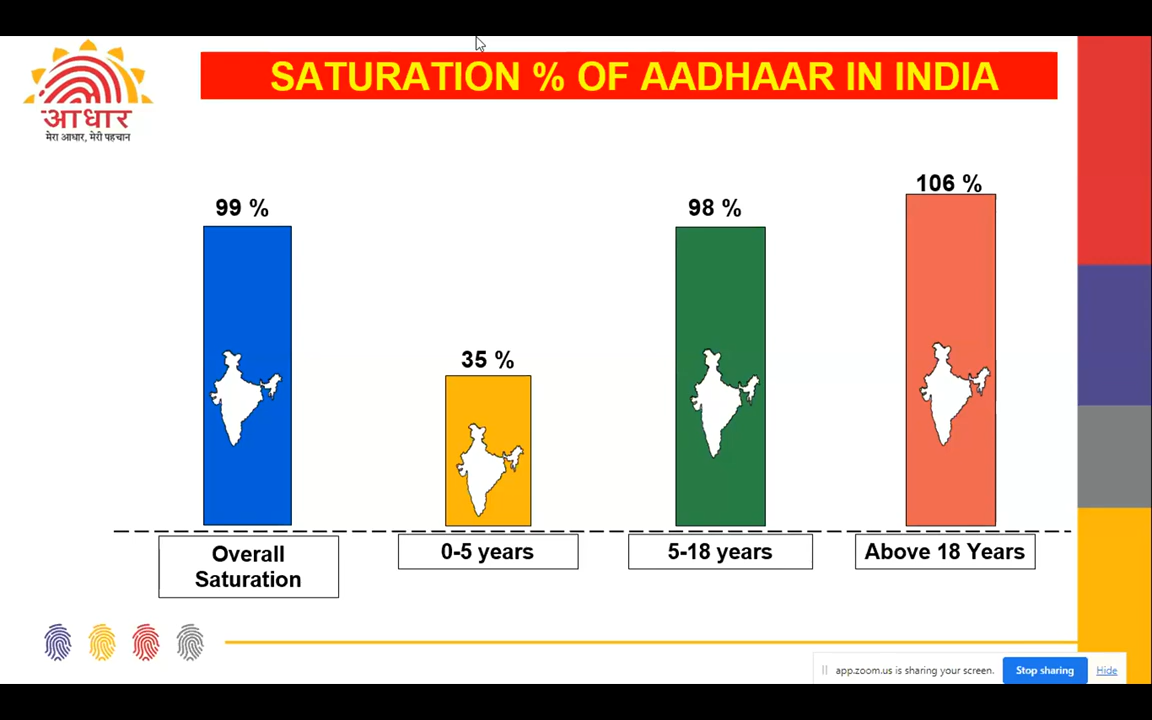 SATURATION % OF AADHAAR IN INDIA
आधार
मेरा आधार, मेरी पहचान
99 %
35 %
98 %
106 %
Overall
Saturation
0-5 years
5-18 years
Above 18 Years
app.zoom.us is sharing your screen.
Stop sharing
Hide